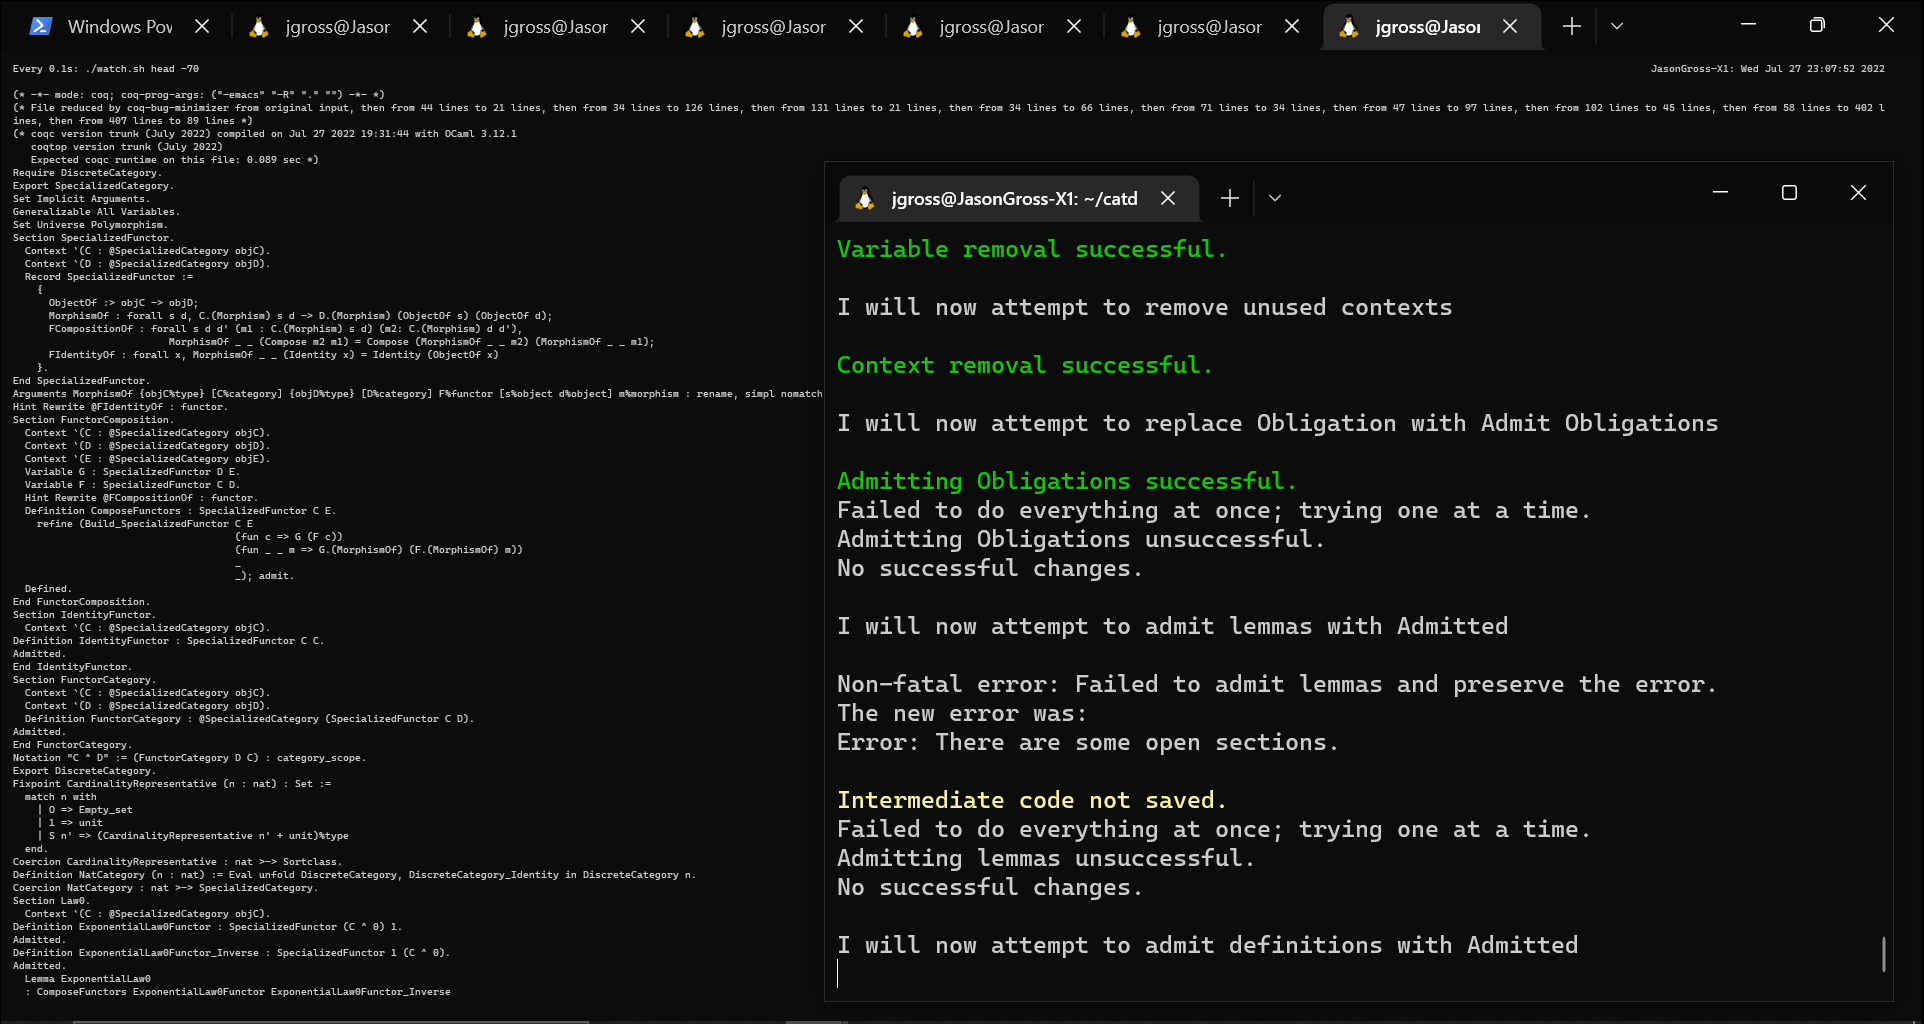 Windows Pow
jgross@Jasor
jgross@Jasor
jgross@Jasor
jgross@Jasor
jgross@Jasor
jgross@Jasor
Every 0.1s: ./watch.sh head -70
JasonGross-X1: Wed Jul 27 23:07:52 2022
(* -*- mode: coq; coq-prog-args: ("-emacs" "-R" "." "") -*- *)
(* File reduced by coq-bug-minimizer from original input, then from 44 lines to 21 lines, then from 34 lines to 126 lines, then from 131 lines to 21 lines, then from 34 lines to 66 lines, then from 71 lines to 34 lines, then from 47 lines to 97 lines, then from 102 lines to 45 lines, then from 58 lines to 402 l
ines, then from 407 lines to 89 lines *)
(* coqc version trunk (July 2022) compiled on Jul 27 2022 19:31:44 with OCaml 3.12.1
   coqtop version trunk (July 2022)
   Expected coqc runtime on this file: 0.089 sec *)
Require DiscreteCategory.
Export SpecializedCategory.
Set Implicit Arguments.
Generalizable All Variables.
Set Universe Polymorphism.
Section SpecializedFunctor.
  Context `(C : @SpecializedCategory objC).
  Context `(D : @SpecializedCategory objD).
  Record SpecializedFunctor :=
    {
      ObjectOf :> objC -> objD;
      MorphismOf : forall s d, C.(Morphism) s d -> D.(Morphism) (ObjectOf s) (ObjectOf d);
      FCompositionOf : forall s d d' (m1 : C.(Morphism) s d) (m2: C.(Morphism) d d'),
                          MorphismOf _ _ (Compose m2 m1) = Compose (MorphismOf _ _ m2) (MorphismOf _ _ m1);
      FIdentityOf : forall x, MorphismOf _ _ (Identity x) = Identity (ObjectOf x)
    }.
End SpecializedFunctor.
Arguments MorphismOf {objC%type} [C%category] {objD%type} [D%category] F%functor [s%object d%object] m%morphism : rename, simpl nomatch
Hint Rewrite @FIdentityOf : functor.
Section FunctorComposition.
  Context `(C : @SpecializedCategory objC).
  Context `(D : @SpecializedCategory objD).
  Context `(E : @SpecializedCategory objE).
  Variable G : SpecializedFunctor D E.
  Variable F : SpecializedFunctor C D.
  Hint Rewrite @FCompositionOf : functor.
  Definition ComposeFunctors : SpecializedFunctor C E.
    refine (Build_SpecializedFunctor C E
                                     (fun c => G (F c))
                                     (fun _ _ m => G.(MorphismOf) (F.(MorphismOf) m))
                                     _
                                     _); admit.
  Defined.
End FunctorComposition.
Section IdentityFunctor.
  Context `(C : @SpecializedCategory objC).
Definition IdentityFunctor : SpecializedFunctor C C.
Admitted.
End IdentityFunctor.
Section FunctorCategory.
  Context `(C : @SpecializedCategory objC).
  Context `(D : @SpecializedCategory objD).
  Definition FunctorCategory : @SpecializedCategory (SpecializedFunctor C D).
Admitted.
End FunctorCategory.
Notation "C ^ D" := (FunctorCategory D C) : category_scope.
Export DiscreteCategory.
Fixpoint CardinalityRepresentative (n : nat) : Set :=
  match n with
    | O => Empty_set
    | 1 => unit
    | S n' => (CardinalityRepresentative n' + unit)%type
  end.
Coercion CardinalityRepresentative : nat >-> Sortclass.
Definition NatCategory (n : nat) := Eval unfold DiscreteCategory, DiscreteCategory_Identity in DiscreteCategory n.
Coercion NatCategory : nat >-> SpecializedCategory.
Section Law0.
  Context `(C : @SpecializedCategory objC).
Definition ExponentialLaw0Functor : SpecializedFunctor (C ^ 0) 1.
Admitted.
Definition ExponentialLaw0Functor_Inverse : SpecializedFunctor 1 (C ^ 0).
Admitted.
  Lemma ExponentialLaw0
  : ComposeFunctors ExponentialLaw0Functor ExponentialLaw0Functor_Inverse
jgross@JasonGross-X1: ~/catd
Variable removal successful.
I will now attempt to remove unused contexts
Context removal successful.
I will now attempt to replace Obligation with Admit Obligations
Admitting Obligations successful.
Failed to do everything at once; trying one at a time.
Admitting Obligations unsuccessful.
No successful changes.
I will now attempt to admit lemmas with Admitted
Non-fatal error: Failed to admit lemmas and preserve the error.
The new error was:
Error: There are some open sections.
Intermediate code not saved.
Failed to do everything at once; trying one at a time.
Admitting lemmas unsuccessful.
No successful changes.
I will now attempt to admit definitions with Admitted